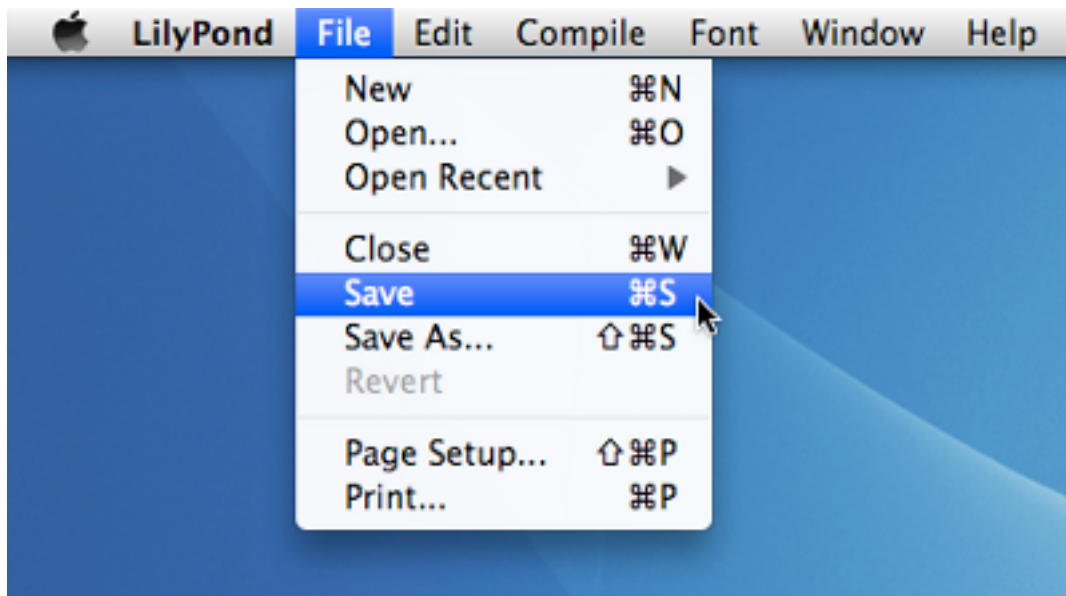 LilyPond File Edit Compile Font Window Help
New ⌘N
Open... ⌘O
Open Recent ▶
Close ⌘W
Save ⌘S
Save As... ⇧⌘S
Revert
Page Setup... ⇧⌘P
Print... ⌘P